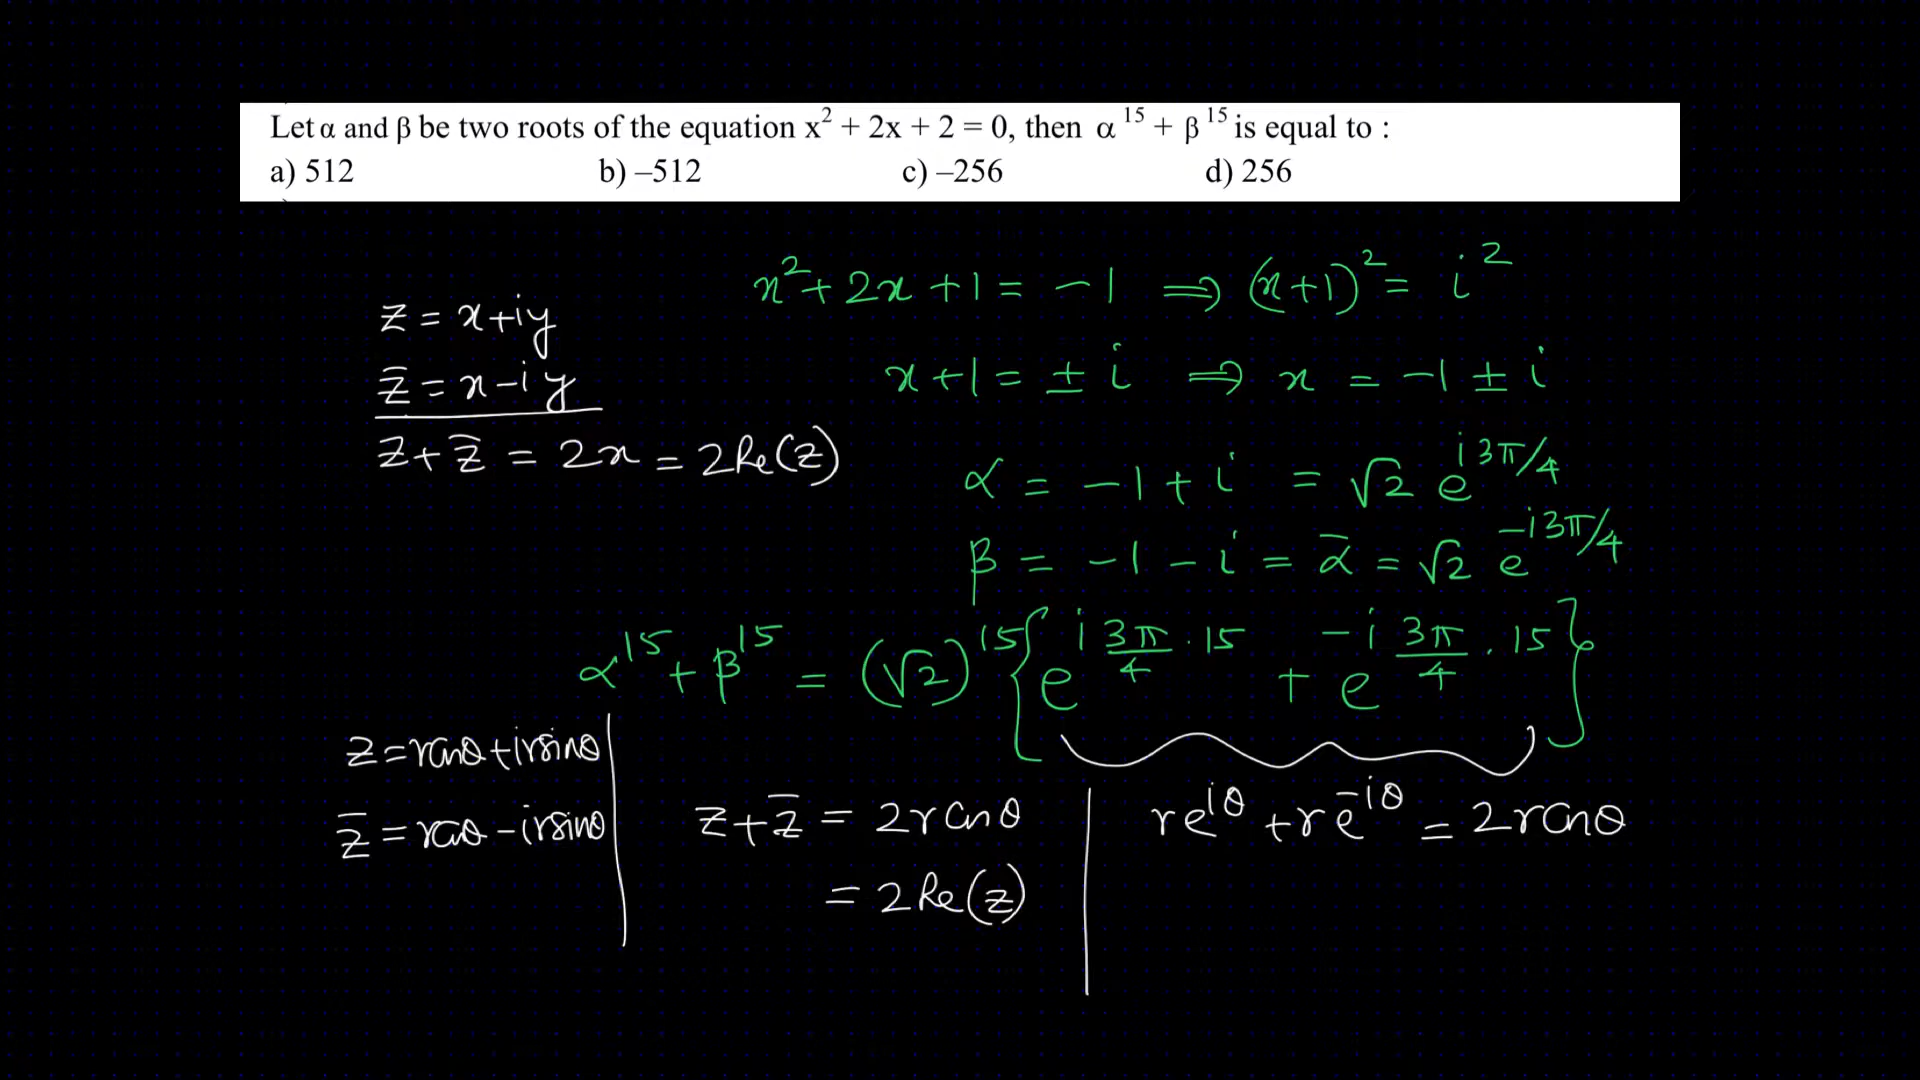 Let α and β be two roots of the equation x² + 2x + 2 = 0, then α¹⁵ + β¹⁵ is equal to :
a) 512 b) –512 c) –256 d) 256
x² + 2x + 1 = -1 ⇒ (x+1)² = i²
z = x+iy
x+1 = ± i ⇒ x = -1 ± i
z̄ = x-iy
z + z̄ = 2x = 2Re(z)
α = -1 + i = √2 e^{i3π/4}
β = -1 - i = ᾱ = √2 e^{-i3π/4}
α¹⁵ + β¹⁵ = (√2)¹⁵ {e^{i 3π/4 · 15} + e^{-i 3π/4 · 15}}
z = rcosθ + irsinθ
z̄ = rcosθ - irsinθ
z + z̄ = 2rcosθ
= 2Re(z)
re^{iθ} + re^{-iθ} = 2rcosθ